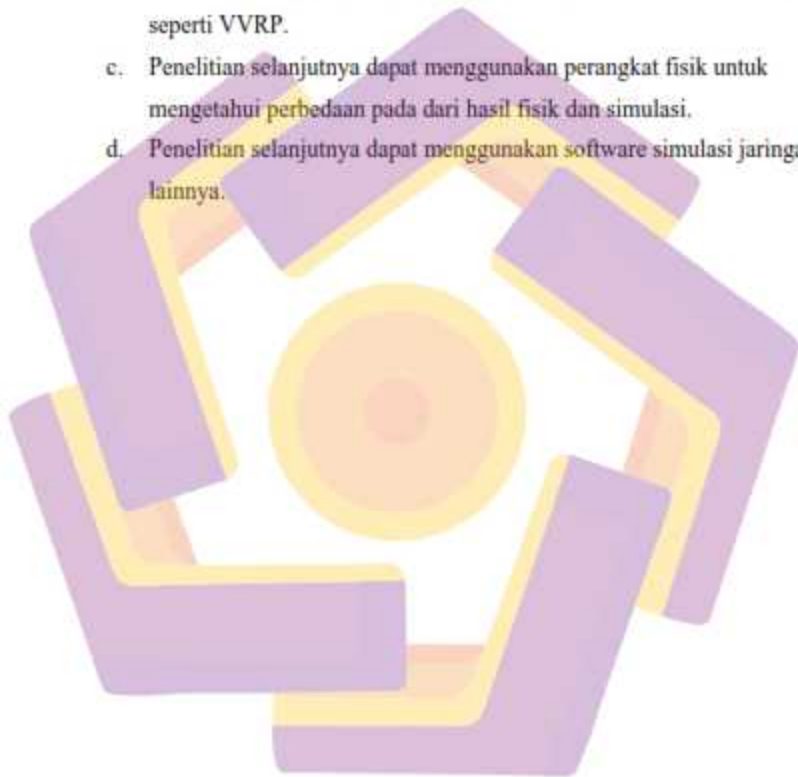 seperti VVRP.
c. Penelitian selanjutnya dapat menggunakan perangkat fisik untuk
mengetahui perbedaan pada dari hasil fisik dan simulasi.
d. Penelitian selanjutnya dapat menggunakan software simulasi jaringa
lainnya.